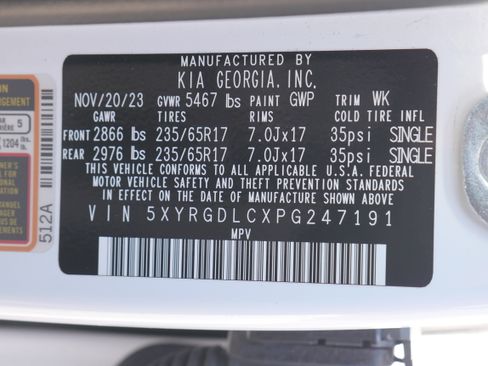 MANUFACTURED BY
KIA GEORGIA, INC.
NOV/20/23 GVWR 5467 lbs PAINT GWP TRIM WK
GAWR TIRES RIMS COLD TIRE INFL
FRONT 2866 lbs 235/65R17 7.0Jx17 35psi SINGLE
REAR 2976 lbs 235/65R17 7.0Jx17 35psi SINGLE
THIS VEHICLE CONFORMS TO ALL APPLICABLE U.S.A. FEDERAL
MOTOR VEHICLE SAFETY STANDARDS IN EFFECT ON
THE DATE OF MANUFACTURE SHOWN ABOVE.
VIN 5XYRGDLCXPG247191
MPV
5
1204 lbs.
512A